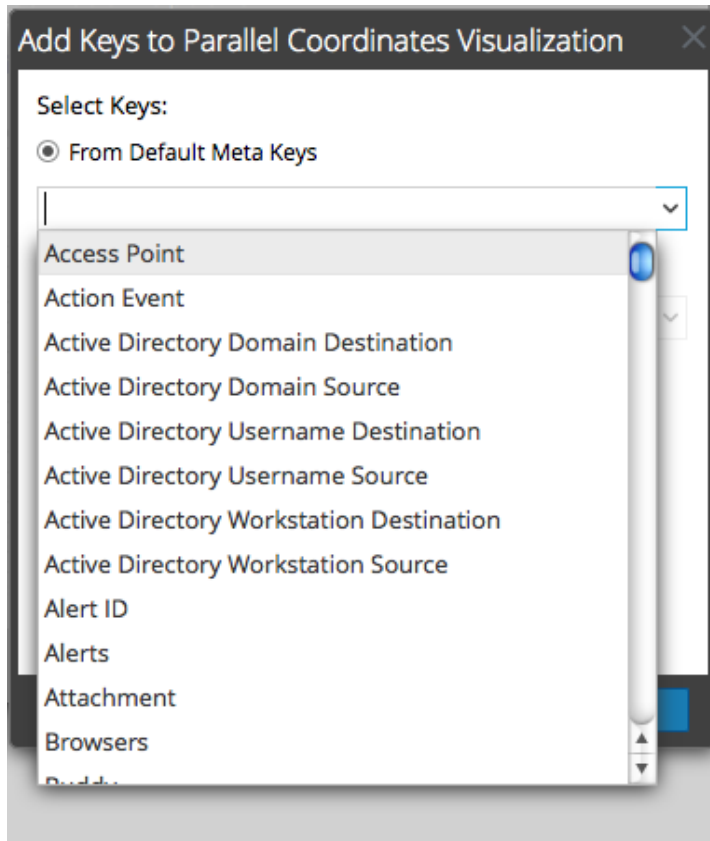 Add Keys to Parallel Coordinates Visualization
Select Keys:
From Default Meta Keys
Access Point
Action Event
Active Directory Domain Destination
Active Directory Domain Source
Active Directory Username Destination
Active Directory Username Source
Active Directory Workstation Destination
Active Directory Workstation Source
Alert ID
Alerts
Attachment
Browsers
Buddy